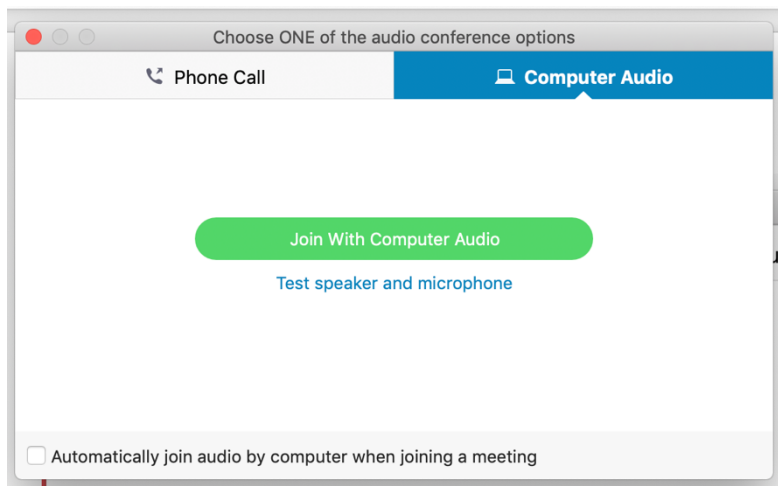 Choose ONE of the audio conference options
Phone Call
Computer Audio
Join With Computer Audio
Test speaker and microphone
Automatically join audio by computer when joining a meeting